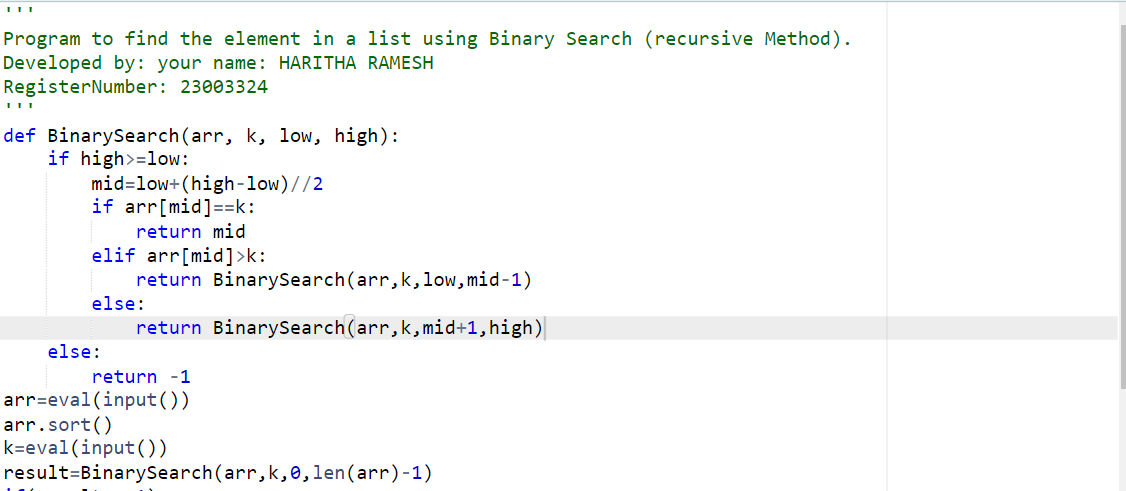 '''
Program to find the element in a list using Binary Search (recursive Method).
Developed by: your name: HARITHA RAMESH
RegisterNumber: 23003324
'''
def BinarySearch(arr, k, low, high):
    if high>=low:
        mid=low+(high-low)//2
        if arr[mid]==k:
            return mid
        elif arr[mid]>k:
            return BinarySearch(arr,k,low,mid-1)
        else:
            return BinarySearch(arr,k,mid+1,high)
    else:
        return -1
arr=eval(input())
arr.sort()
k=eval(input())
result=BinarySearch(arr,k,0,len(arr)-1)